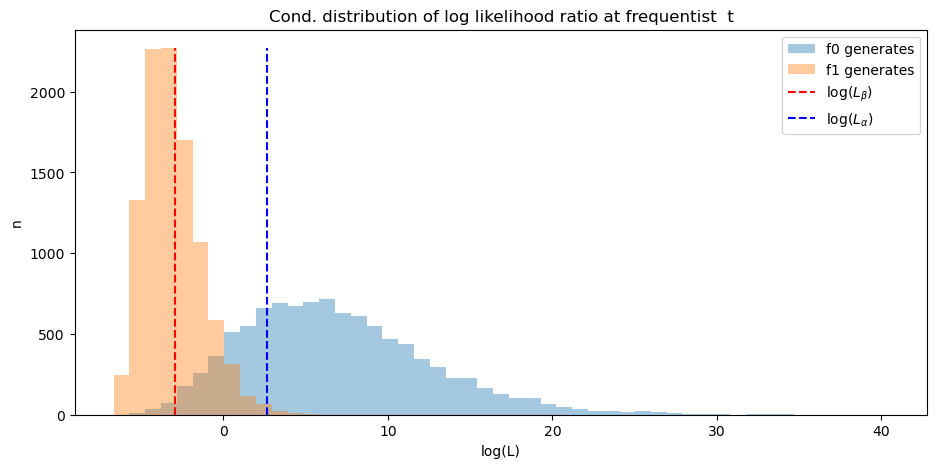 Cond. distribution of log likelihood ratio at frequentist  t
f0 generates
f1 generates
log(L_β)
log(L_α)
2000
1500
1000
500
0
n
0 10 20 30 40
log(L)